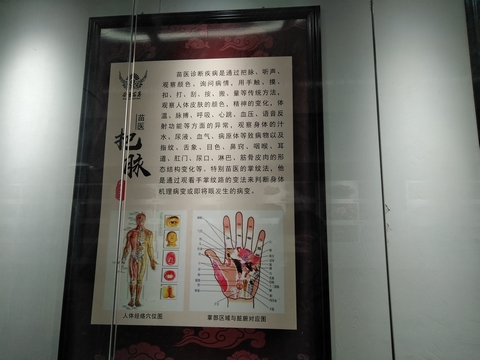 苗医
把脉
苗医诊断疾病是通过把脉、听声、
观察颜色、询问病情，用手触、摸、
扣、打、刮、按、搬、量等传统方法，
观察人体皮肤的颜色，精神的变化，体
温、脉搏、呼吸、心跳、血压、语音反
射功能等方面的异常，观察身体的汁
水、尿液、血气、病原体等致病物以及
指纹、舌象、目色、鼻窍、咽喉、耳
道、肛门、尿口，淋巴、筋骨皮肉的形
态结构变化等。特别苗医的掌纹法，他
是通过观看手掌纹路的变法来判断身体
机理病变或即将眼发生的病变。
人体经络穴位图
掌部区域与脏腑对应图